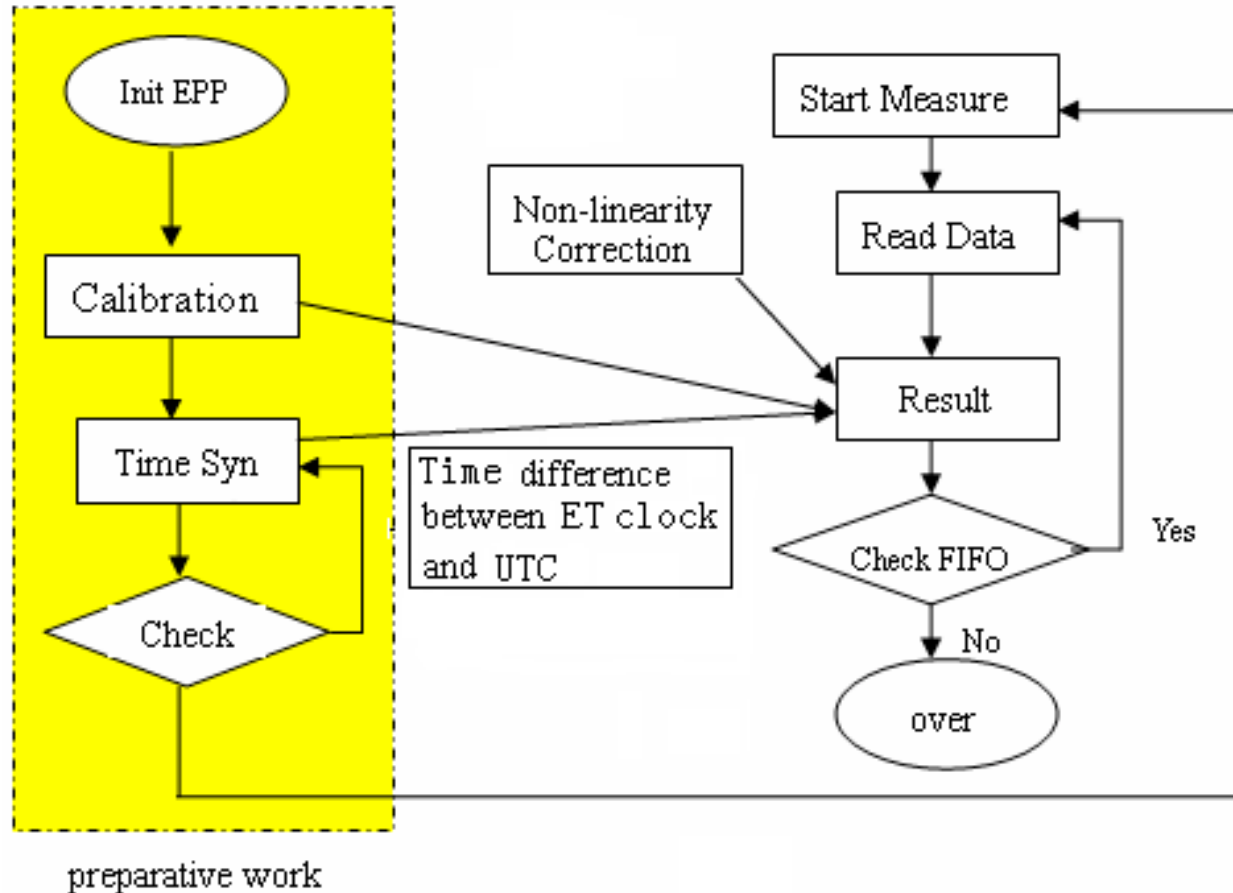 Init EPP
Calibration
Time Syn
Check
preparative work
Non-linearity
Correction
Time difference
between ET clock
and UTC
Start Measure
Read Data
Result
Check FIFO
Yes
No
over